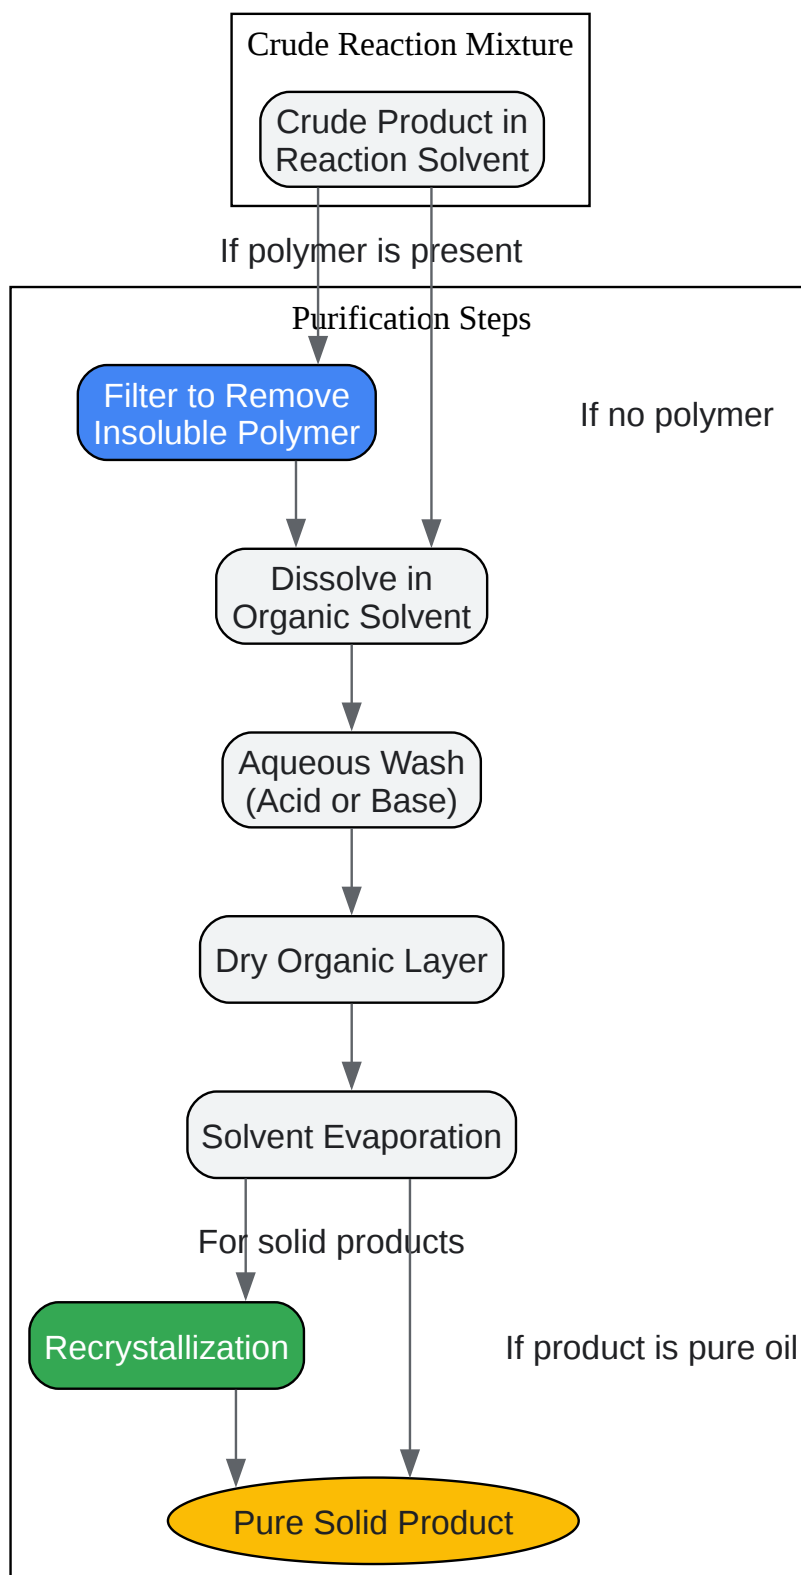 Crude Reaction Mixture
Crude Product in
Reaction Solvent
If polymer is present
Purification Steps
Filter to Remove
Insoluble Polymer
If no polymer
Dissolve in
Organic Solvent
Aqueous Wash
(Acid or Base)
Dry Organic Layer
Solvent Evaporation
For solid products
Recrystallization
If product is pure oil
Pure Solid Product